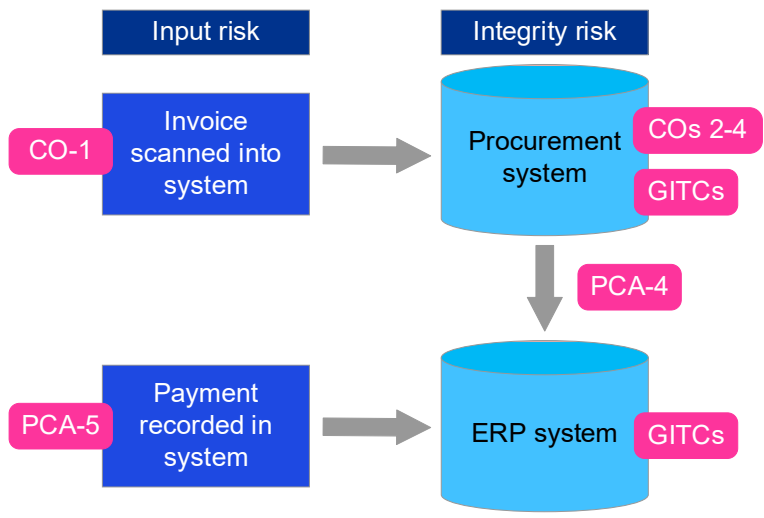 Input risk
Integrity risk
CO-1
Invoice
scanned into
system
Procurement
system
COs 2-4
GITCs
PCA-4
PCA-5
Payment
recorded in
system
ERP system
GITCs